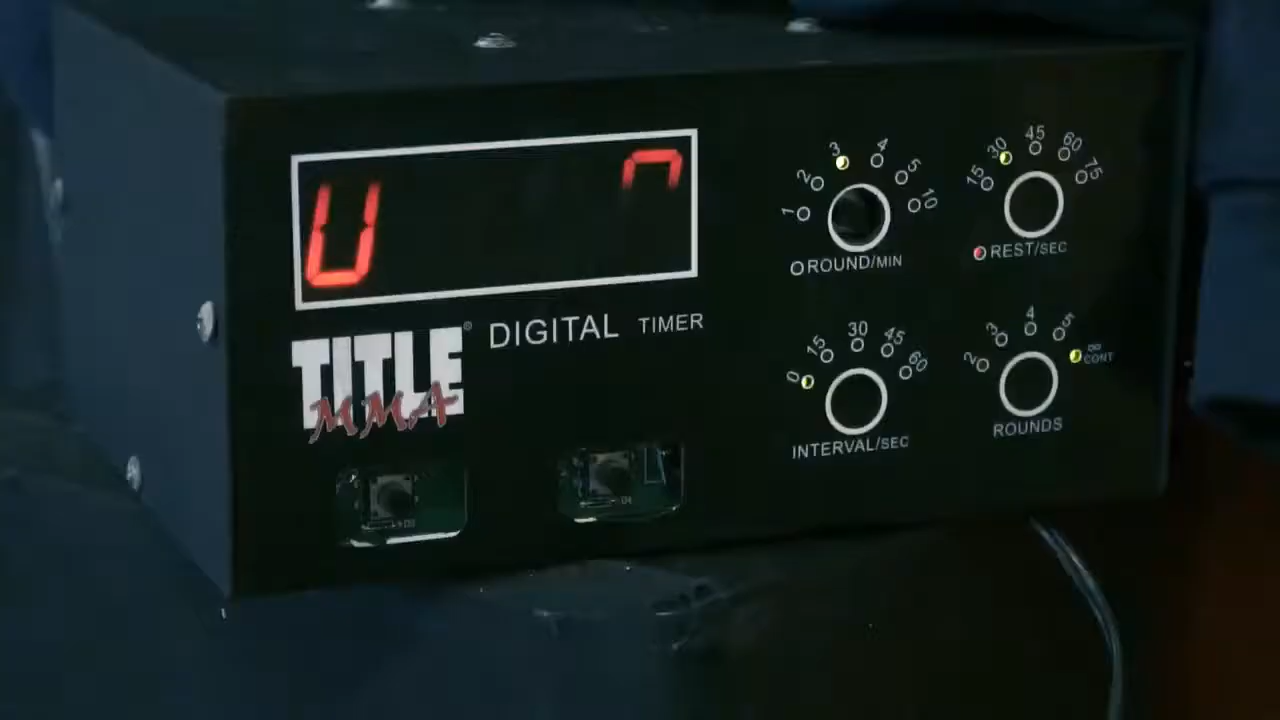 1 2 3 4 5 10
ROUND/MIN
15 30 45 60 75
REST/SEC
TITLE®
MMA
DIGITAL TIMER
0 15 30 45 60
INTERVAL/SEC
2 3 4 5 ∞
CONT
ROUNDS